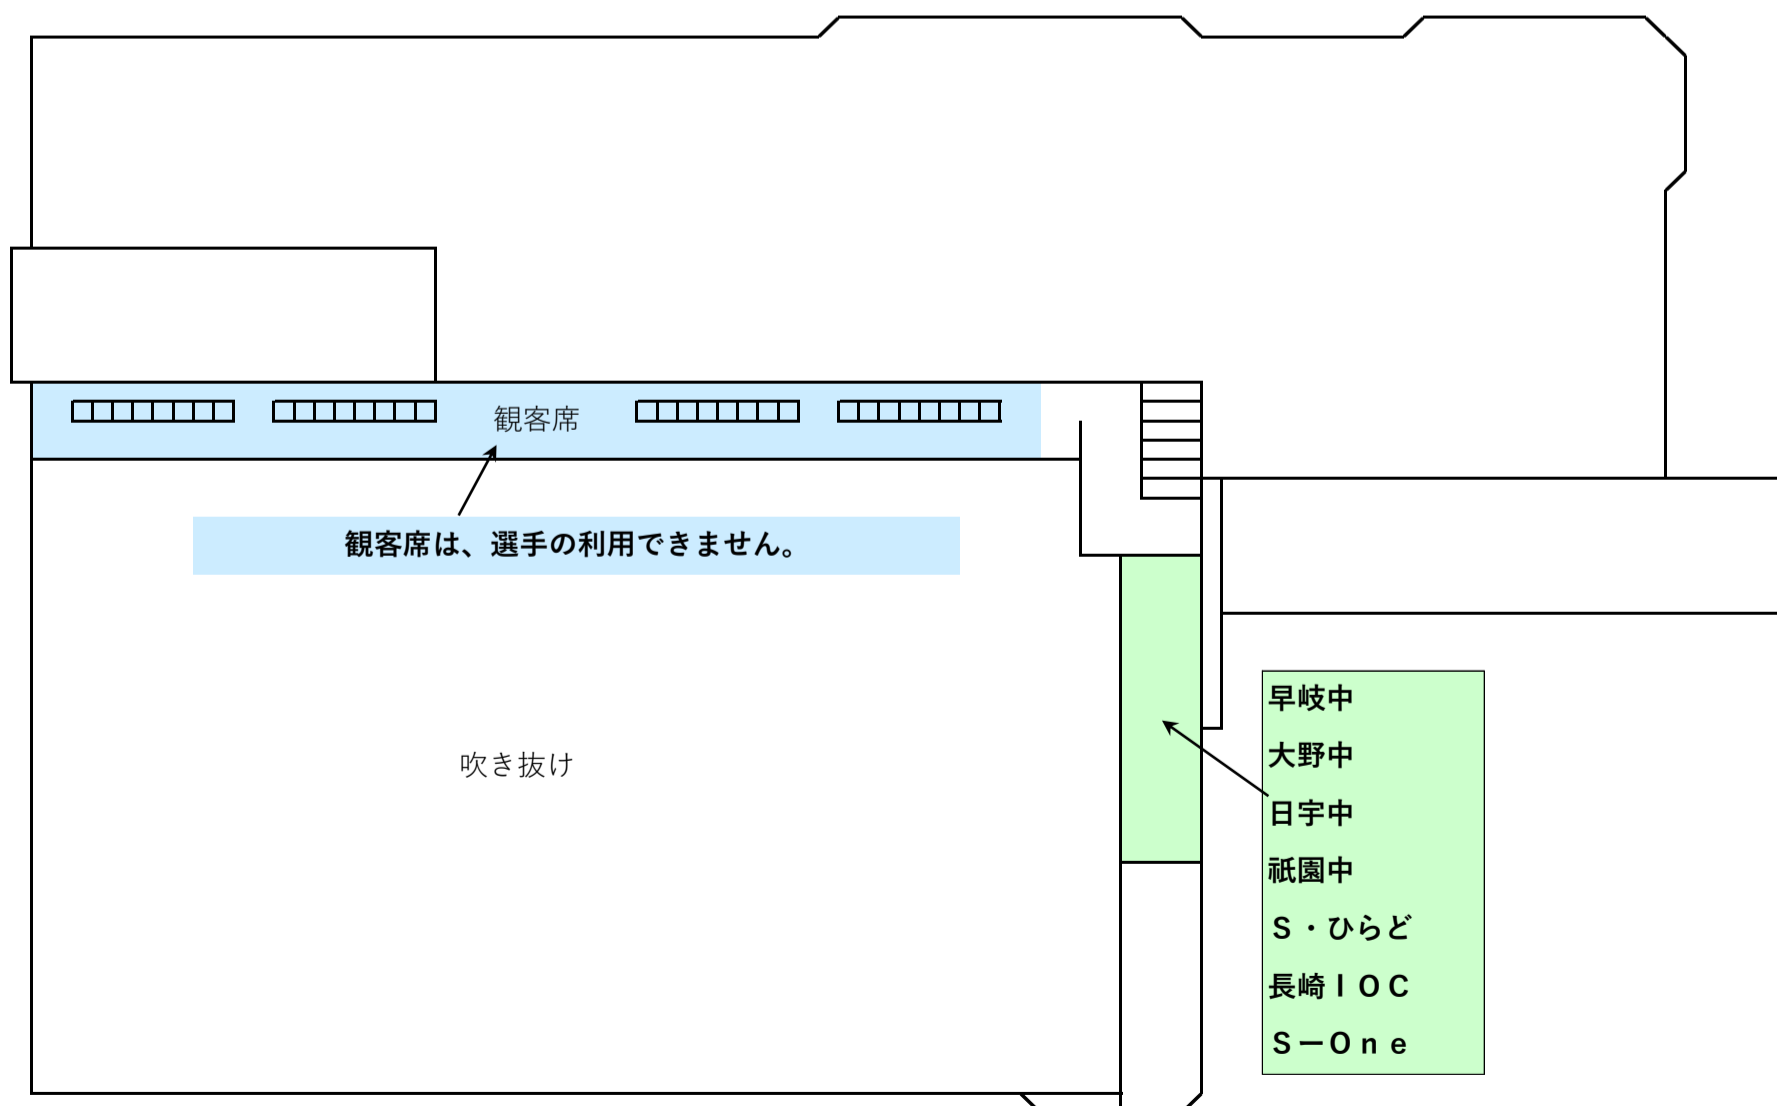 観客席
観客席は、選手の利用できません。
吹き抜け
早岐中
大野中
日宇中
祇園中
Ｓ・ひらど
長崎ＩＯＣ
Ｓ－Ｏｎｅ